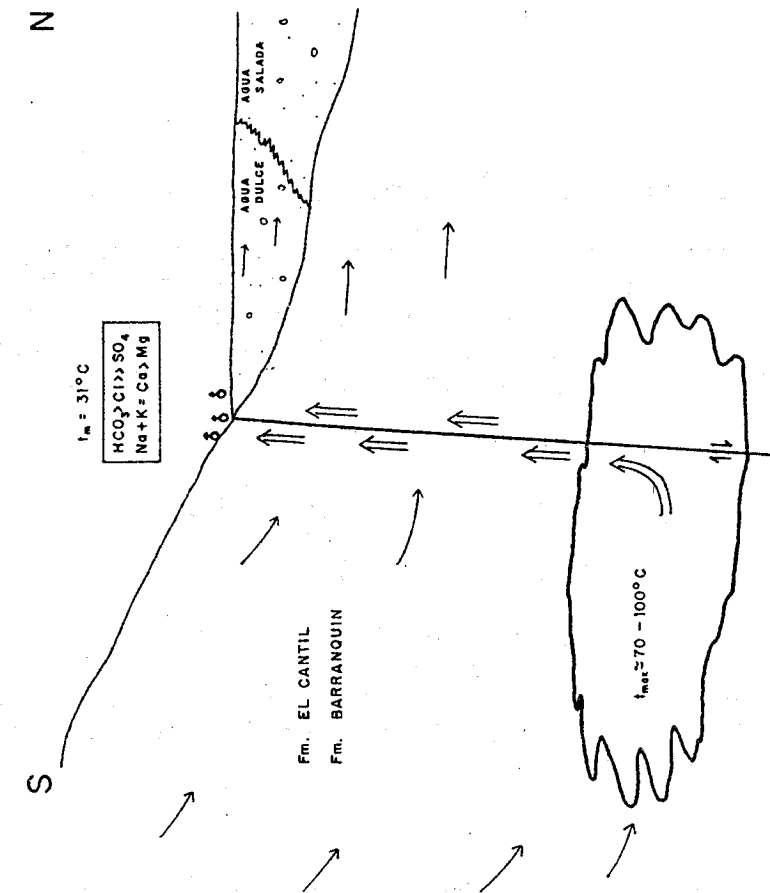 S
N
tm = 31°C
HCO3>Cl>>SO4
Na+K = Ca>Mg
AGUA
DULCE
AGUA
SALADA
Fm. EL CANTIL
Fm. BARRANQUIN
tmax≃70 - 100°C